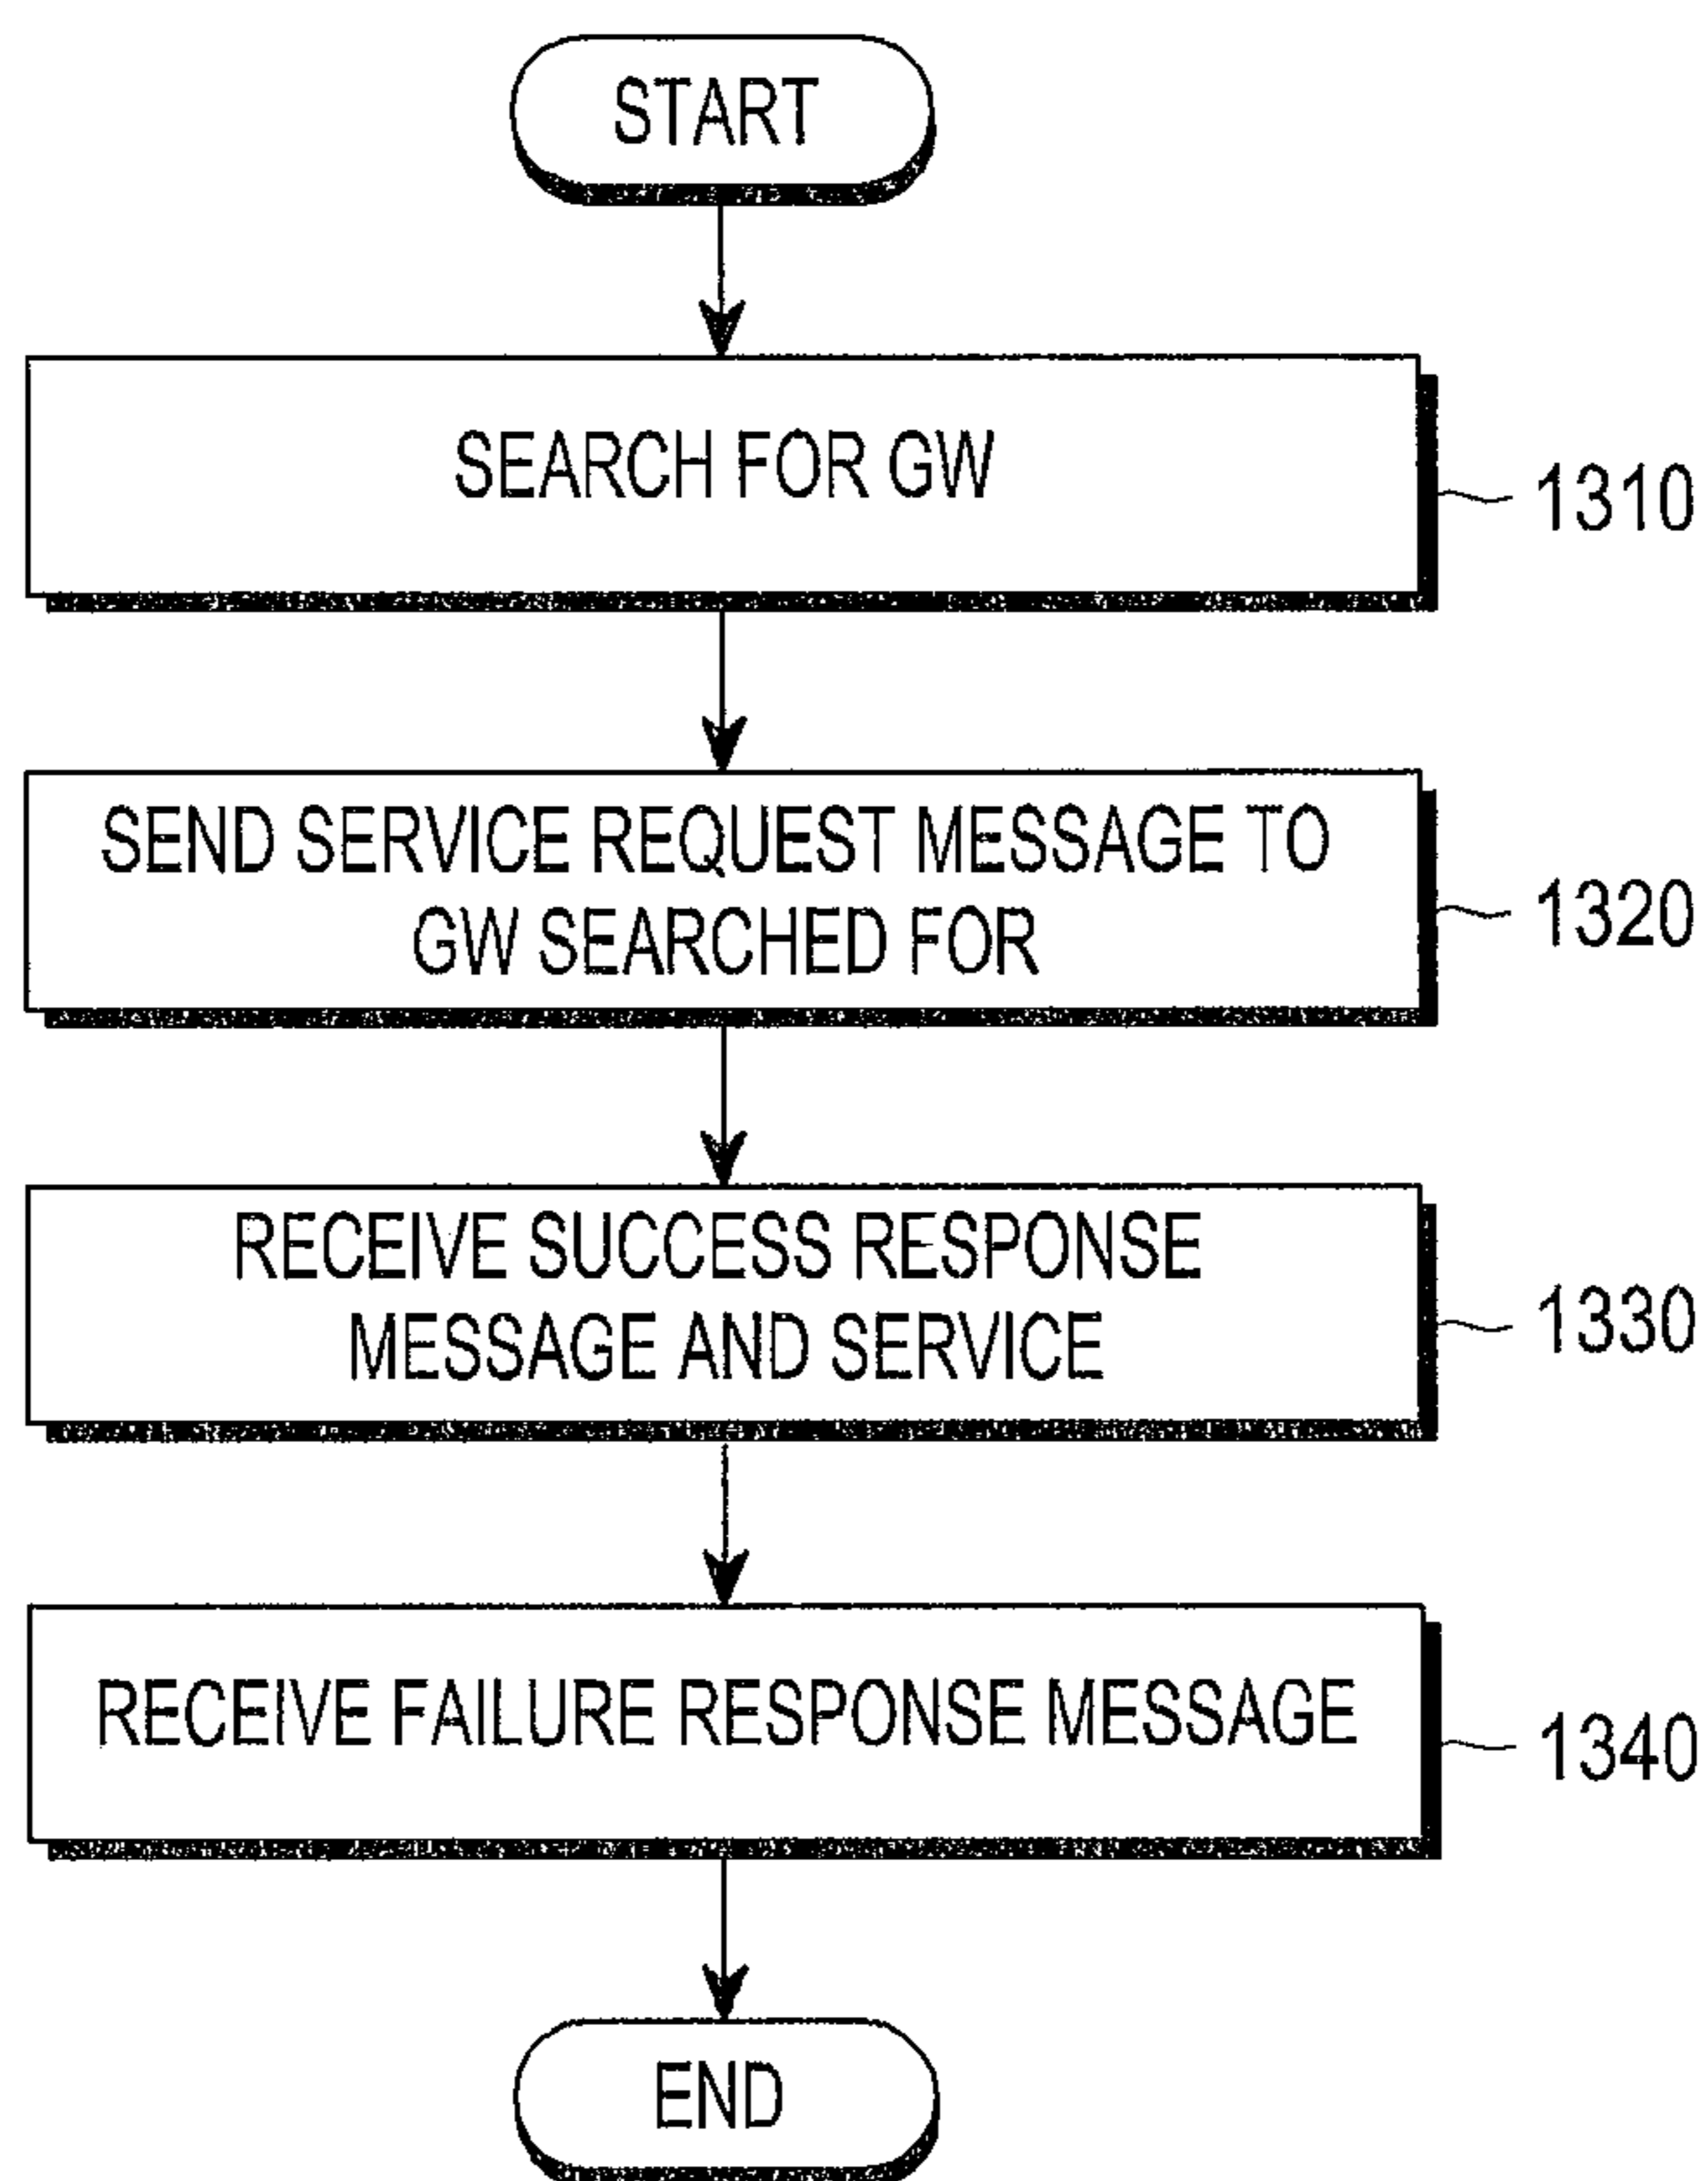 START
SEARCH FOR GW
1310
SEND SERVICE REQUEST MESSAGE TO
GW SEARCHED FOR
1320
RECEIVE SUCCESS RESPONSE
MESSAGE AND SERVICE
1330
RECEIVE FAILURE RESPONSE MESSAGE
1340
END